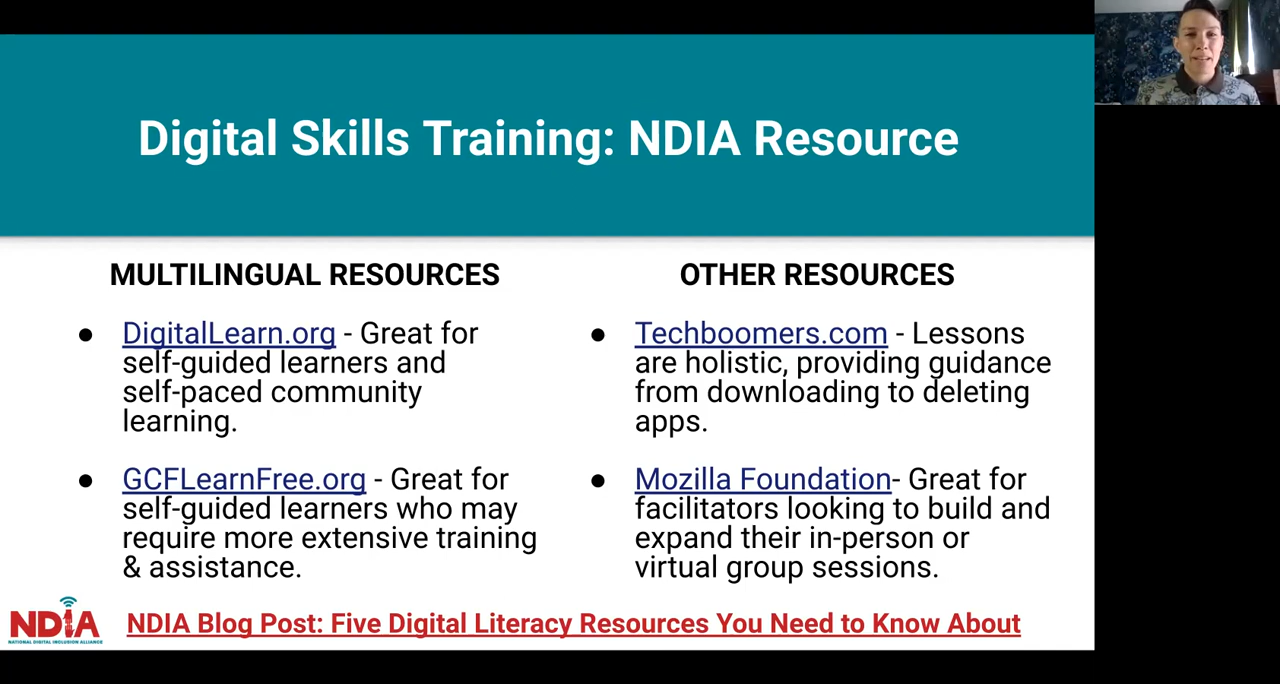 Digital Skills Training: NDIA Resource
MULTILINGUAL RESOURCES
● DigitalLearn.org - Great for
self-guided learners and
self-paced community
learning.
● GCFLearnFree.org - Great for
self-guided learners who may
require more extensive training
& assistance.
OTHER RESOURCES
● Techboomers.com - Lessons
are holistic, providing guidance
from downloading to deleting
apps.
● Mozilla Foundation- Great for
facilitators looking to build and
expand their in-person or
virtual group sessions.
NDIA
NATIONAL DIGITAL INCLUSION ALLIANCE
NDIA Blog Post: Five Digital Literacy Resources You Need to Know About